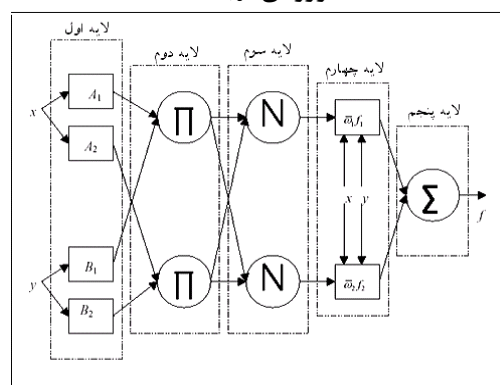 لایه اول
لایه دوم
لایه سوم
لایه چهارم
لایه پنجم
x
A1
A2
y
B1
B2
Π
Π
N
N
ϖ1f1
x y
ϖ2f2
Σ
f